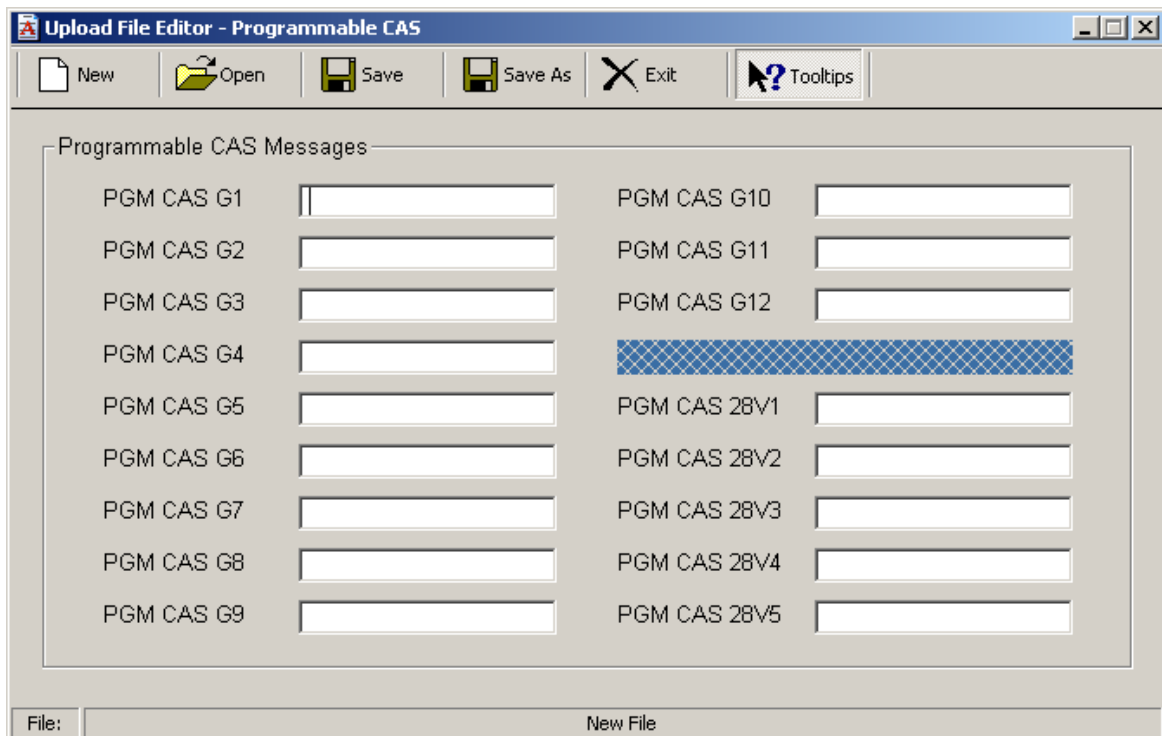 Upload File Editor - Programmable CAS
New Open Save Save As Exit Tooltips
Programmable CAS Messages
PGM CAS G1
PGM CAS G2
PGM CAS G3
PGM CAS G4
PGM CAS G5
PGM CAS G6
PGM CAS G7
PGM CAS G8
PGM CAS G9
PGM CAS G10
PGM CAS G11
PGM CAS G12
PGM CAS 28V1
PGM CAS 28V2
PGM CAS 28V3
PGM CAS 28V4
PGM CAS 28V5
File: New File